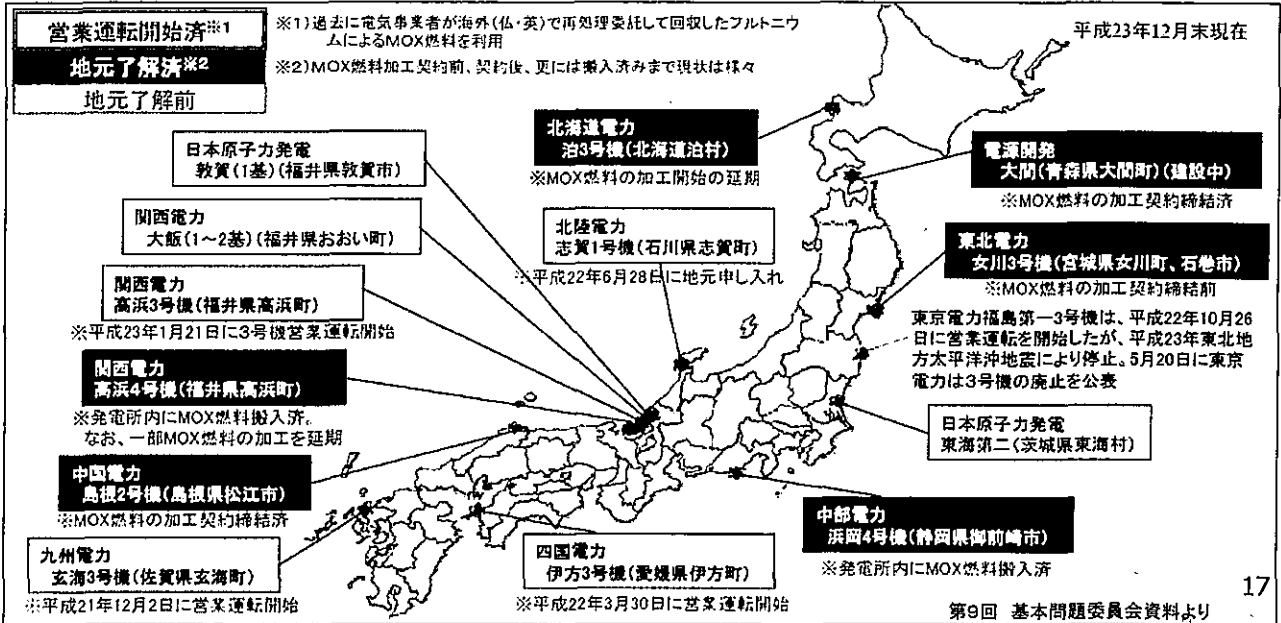 営業運転開始済※1
地元了解済※2
地元了解前
※1)過去に電気事業者が海外(仏・英)で再処理委託して回収したプルトニウ
ムによるMOX燃料を利用
※2)MOX燃料加工契約前、契約後、更には搬入済みまで現状は様々
平成23年12月末現在
北海道電力
泊3号機(北海道泊村)
※MOX燃料の加工開始の延期
電源開発
大間(青森県大間町)(建設中)
※MOX燃料の加工契約締結済
日本原子力発電
敦賀(1基)(福井県敦賀市)
関西電力
大飯(1~2基)(福井県おおい町)
北陸電力
志賀1号機(石川県志賀町)
※平成22年6月28日に地元申し入れ
東北電力
女川3号機(宮城県女川町、石巻市)
※MOX燃料の加工契約締結前
関西電力
高浜3号機(福井県高浜町)
※平成23年1月21日に3号機営業運転開始
東京電力福島第一3号機は、平成22年10月26
日に営業運転を開始したが、平成23年東北地
方太平洋沖地震により停止。5月20日に東京
電力は3号機の廃止を公表
関西電力
高浜4号機(福井県高浜町)
※発電所内にMOX燃料搬入済。
なお、一部MOX燃料の加工を延期
日本原子力発電
東海第二(茨城県東海村)
中国電力
島根2号機(島根県松江市)
※MOX燃料の加工契約締結済
中部電力
浜岡4号機(静岡県御前崎市)
※発電所内にMOX燃料搬入済
九州電力
玄海3号機(佐賀県玄海町)
※平成21年12月2日に営業運転開始
四国電力
伊方3号機(愛媛県伊方町)
※平成22年3月30日に営業運転開始
17
第9回 基本問題委員会資料より